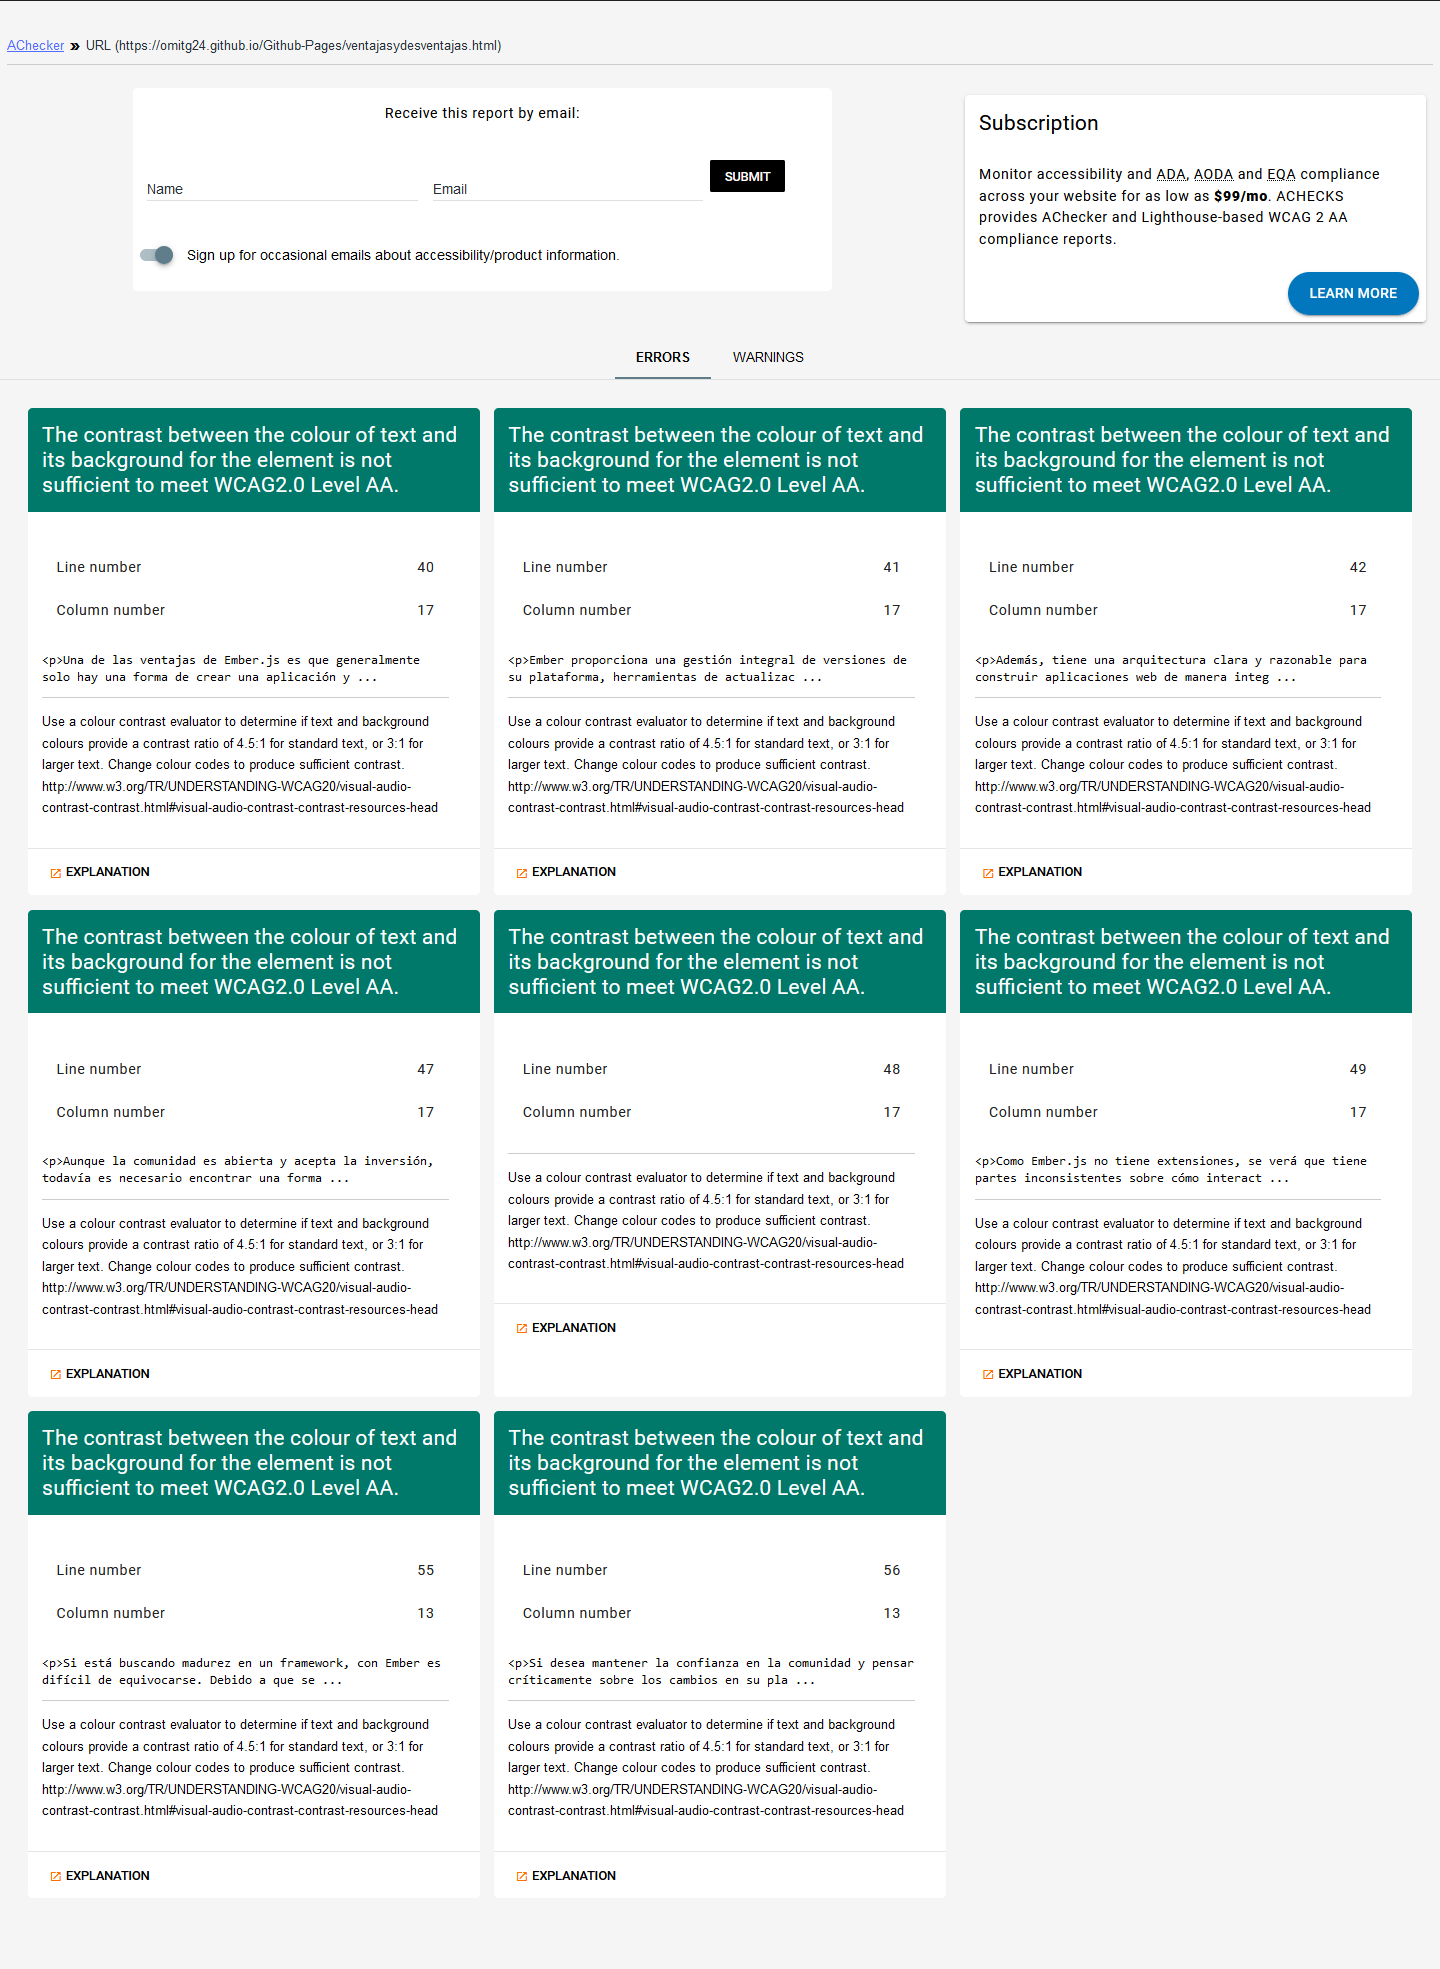 AChecker » URL (https://omitg24.github.io/Github-Pages/ventajasydesventajas.html)
Receive this report by email:
Name
Email
SUBMIT
Sign up for occasional emails about accessibility/product information.
Subscription
Monitor accessibility and ADA, AODA and EQA compliance
across your website for as low as $99/mo. ACHECKS
provides AChecker and Lighthouse-based WCAG 2 AA
compliance reports.
LEARN MORE
ERRORS
WARNINGS
The contrast between the colour of text and
its background for the element is not
sufficient to meet WCAG2.0 Level AA.
Line number 40
Column number 17
<p>Una de las ventajas de Ember.js es que generalmente
solo hay una forma de crear una aplicación y ...
Use a colour contrast evaluator to determine if text and background
colours provide a contrast ratio of 4.5:1 for standard text, or 3:1 for
larger text. Change colour codes to produce sufficient contrast.
http://www.w3.org/TR/UNDERSTANDING-WCAG20/visual-audio-
contrast-contrast.html#visual-audio-contrast-contrast-resources-head
EXPLANATION
The contrast between the colour of text and
its background for the element is not
sufficient to meet WCAG2.0 Level AA.
Line number 41
Column number 17
<p>Ember proporciona una gestión integral de versiones de
su plataforma, herramientas de actualizac ...
Use a colour contrast evaluator to determine if text and background
colours provide a contrast ratio of 4.5:1 for standard text, or 3:1 for
larger text. Change colour codes to produce sufficient contrast.
http://www.w3.org/TR/UNDERSTANDING-WCAG20/visual-audio-
contrast-contrast.html#visual-audio-contrast-contrast-resources-head
EXPLANATION
The contrast between the colour of text and
its background for the element is not
sufficient to meet WCAG2.0 Level AA.
Line number 42
Column number 17
<p>Además, tiene una arquitectura clara y razonable para
construir aplicaciones web de manera integ ...
Use a colour contrast evaluator to determine if text and background
colours provide a contrast ratio of 4.5:1 for standard text, or 3:1 for
larger text. Change colour codes to produce sufficient contrast.
http://www.w3.org/TR/UNDERSTANDING-WCAG20/visual-audio-
contrast-contrast.html#visual-audio-contrast-contrast-resources-head
EXPLANATION
The contrast between the colour of text and
its background for the element is not
sufficient to meet WCAG2.0 Level AA.
Line number 47
Column number 17
<p>Aunque la comunidad es abierta y acepta la inversión,
todavía es necesario encontrar una forma ...
Use a colour contrast evaluator to determine if text and background
colours provide a contrast ratio of 4.5:1 for standard text, or 3:1 for
larger text. Change colour codes to produce sufficient contrast.
http://www.w3.org/TR/UNDERSTANDING-WCAG20/visual-audio-
contrast-contrast.html#visual-audio-contrast-contrast-resources-head
EXPLANATION
The contrast between the colour of text and
its background for the element is not
sufficient to meet WCAG2.0 Level AA.
Line number 48
Column number 17
Use a colour contrast evaluator to determine if text and background
colours provide a contrast ratio of 4.5:1 for standard text, or 3:1 for
larger text. Change colour codes to produce sufficient contrast.
http://www.w3.org/TR/UNDERSTANDING-WCAG20/visual-audio-
contrast-contrast.html#visual-audio-contrast-contrast-resources-head
EXPLANATION
The contrast between the colour of text and
its background for the element is not
sufficient to meet WCAG2.0 Level AA.
Line number 49
Column number 17
<p>Como Ember.js no tiene extensiones, se verá que tiene
partes inconsistentes sobre cómo interact ...
Use a colour contrast evaluator to determine if text and background
colours provide a contrast ratio of 4.5:1 for standard text, or 3:1 for
larger text. Change colour codes to produce sufficient contrast.
http://www.w3.org/TR/UNDERSTANDING-WCAG20/visual-audio-
contrast-contrast.html#visual-audio-contrast-contrast-resources-head
EXPLANATION
The contrast between the colour of text and
its background for the element is not
sufficient to meet WCAG2.0 Level AA.
Line number 55
Column number 13
<p>Si está buscando madurez en un framework, con Ember es
difícil de equivocarse. Debido a que se ...
Use a colour contrast evaluator to determine if text and background
colours provide a contrast ratio of 4.5:1 for standard text, or 3:1 for
larger text. Change colour codes to produce sufficient contrast.
http://www.w3.org/TR/UNDERSTANDING-WCAG20/visual-audio-
contrast-contrast.html#visual-audio-contrast-contrast-resources-head
EXPLANATION
The contrast between the colour of text and
its background for the element is not
sufficient to meet WCAG2.0 Level AA.
Line number 56
Column number 13
<p>Si desea mantener la confianza en la comunidad y pensar
críticamente sobre los cambios en su pla ...
Use a colour contrast evaluator to determine if text and background
colours provide a contrast ratio of 4.5:1 for standard text, or 3:1 for
larger text. Change colour codes to produce sufficient contrast.
http://www.w3.org/TR/UNDERSTANDING-WCAG20/visual-audio-
contrast-contrast.html#visual-audio-contrast-contrast-resources-head
EXPLANATION